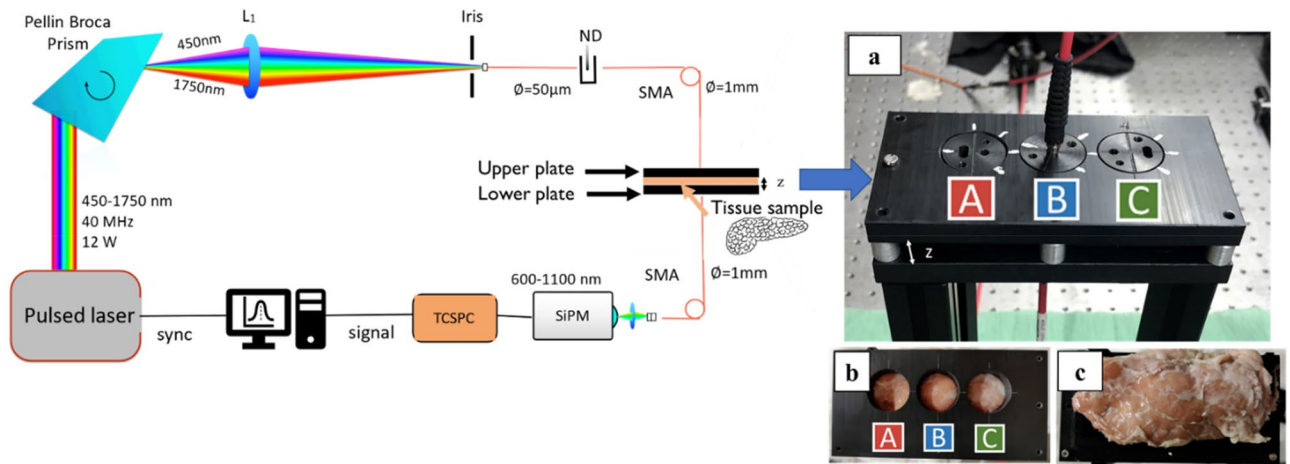 Pellin Broca
Prism
450nm
1750nm
L₁
Iris
Ø=50µm
ND
SMA
Ø=1mm
Upper plate
Lower plate
z
Tissue sample
450-1750 nm
40 MHz
12 W
Pulsed laser
sync
signal
TCSPC
600-1100 nm
SiPM
SMA
Ø=1mm
a
A B C
z
b
A B C
c